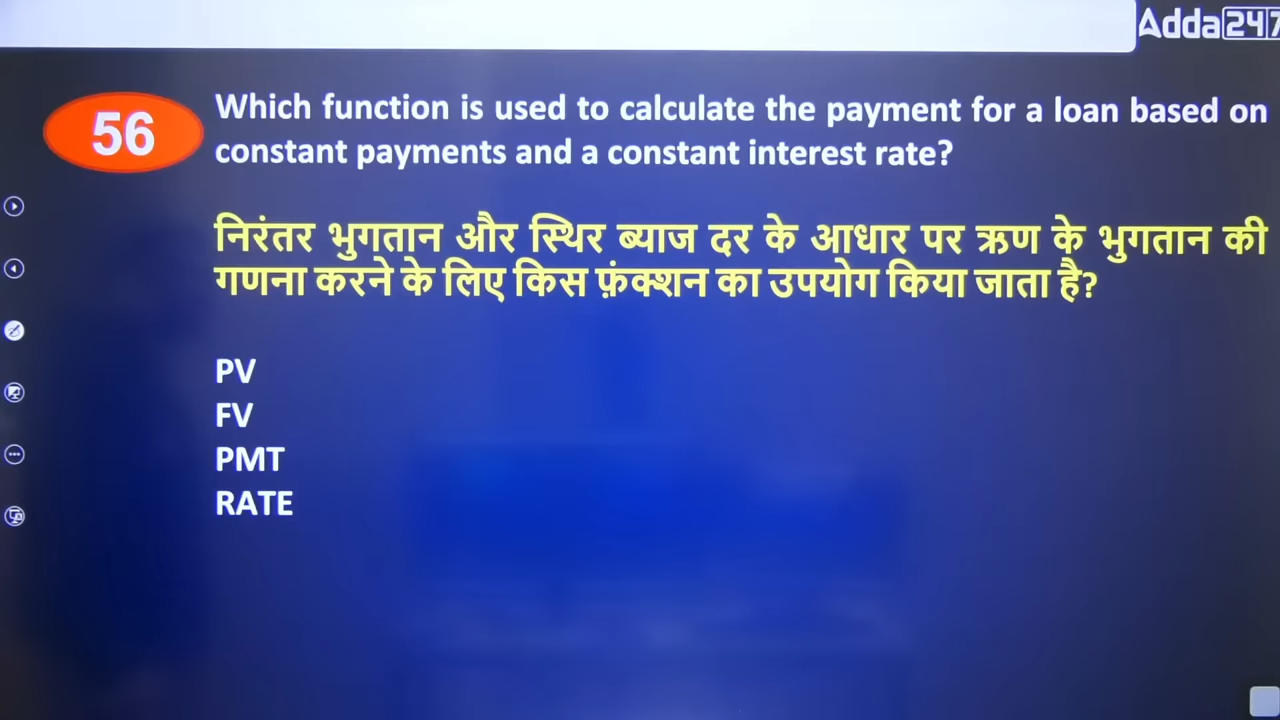 Adda247
56
Which function is used to calculate the payment for a loan based on
constant payments and a constant interest rate?
निरंतर भुगतान और स्थिर ब्याज दर के आधार पर ऋण के भुगतान की
गणना करने के लिए किस फ़ंक्शन का उपयोग किया जाता है?
PV
FV
PMT
RATE